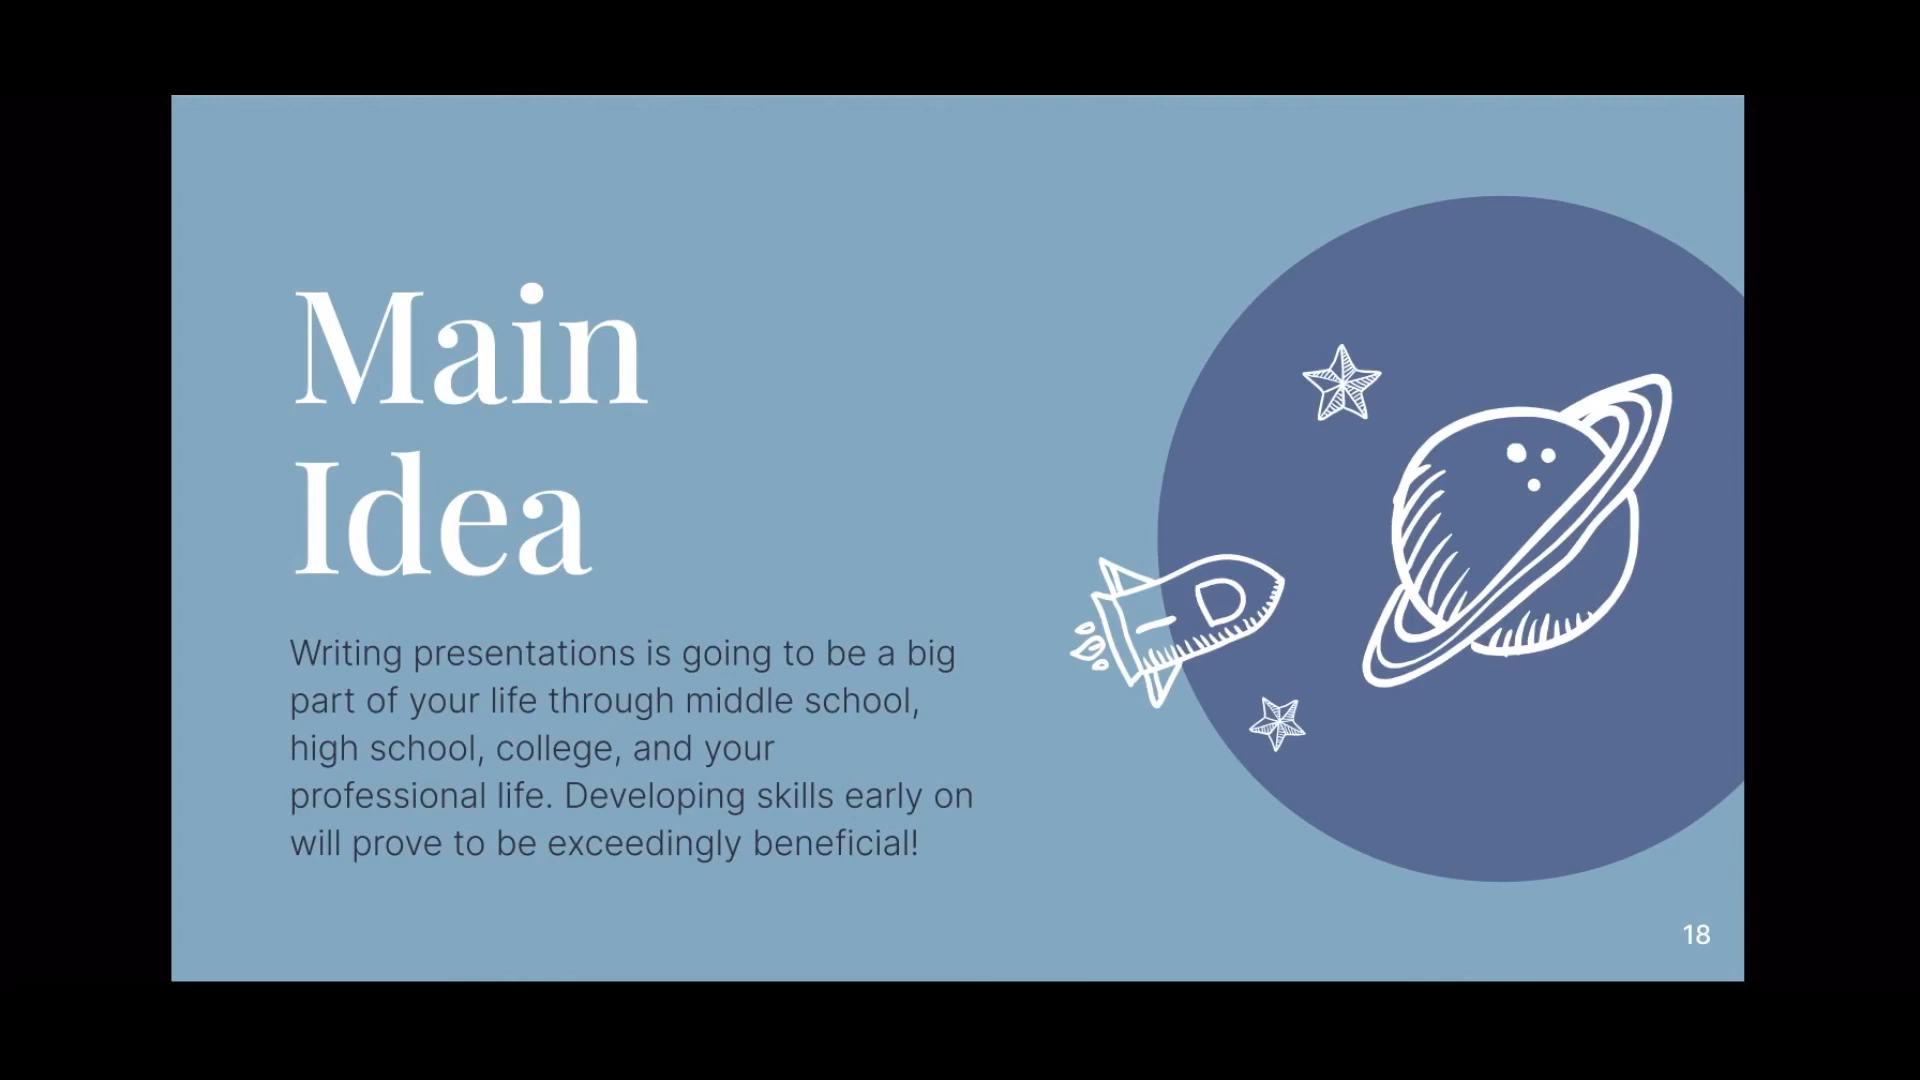 Main
Idea
Writing presentations is going to be a big
part of your life through middle school,
high school, college, and your
professional life. Developing skills early on
will prove to be exceedingly beneficial!
18